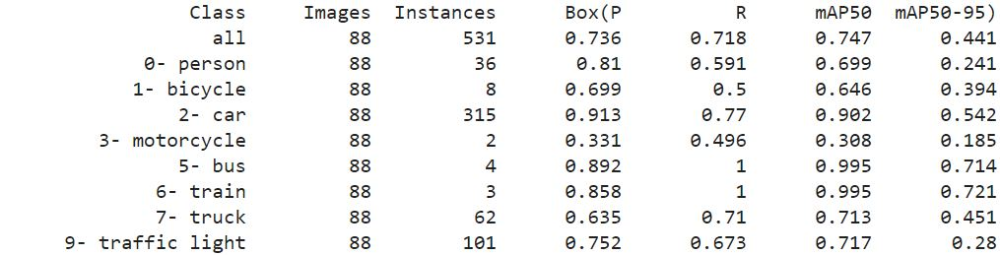 Class Images Instances Box(P R mAP50 mAP50-95)
all 88 531 0.736 0.718 0.747 0.441
0- person 88 36 0.81 0.591 0.699 0.241
1- bicycle 88 8 0.699 0.5 0.646 0.394
2- car 88 315 0.913 0.77 0.902 0.542
3- motorcycle 88 2 0.331 0.496 0.308 0.185
5- bus 88 4 0.892 1 0.995 0.714
6- train 88 3 0.858 1 0.995 0.721
7- truck 88 62 0.635 0.71 0.713 0.451
9- traffic light 88 101 0.752 0.673 0.717 0.28